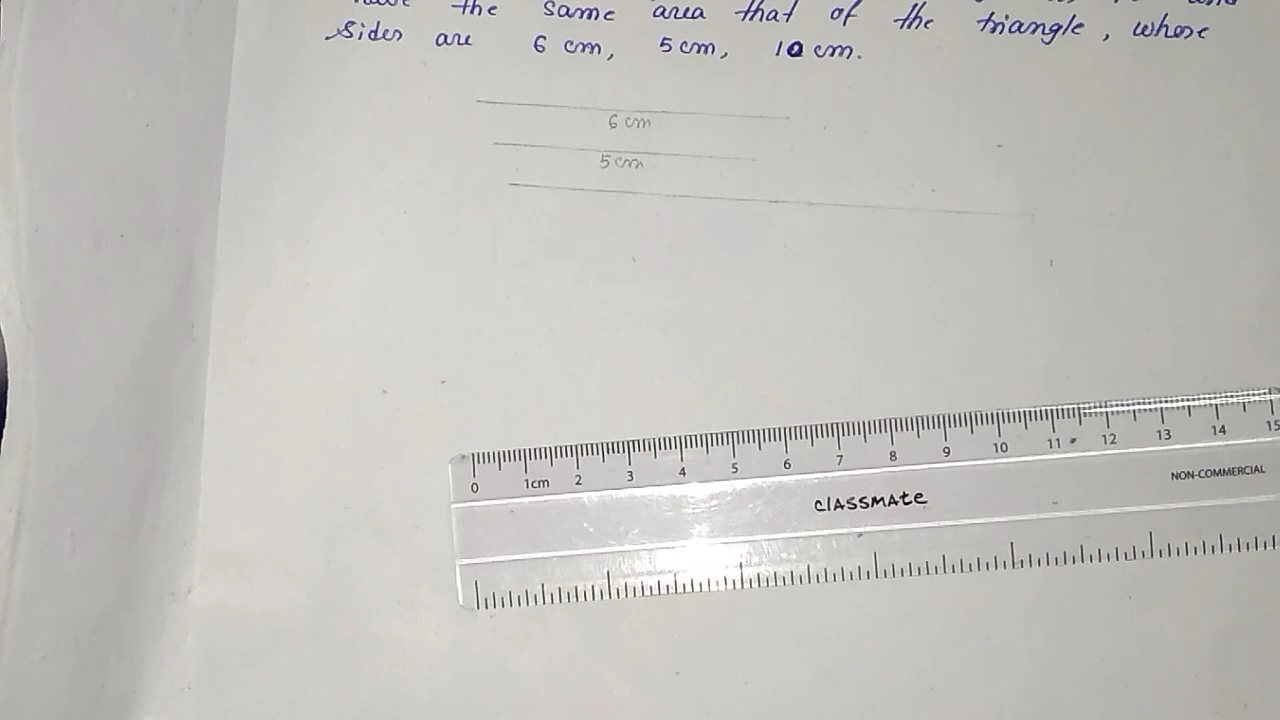 the same area that of the triangle, whose
sides are 6 cm, 5 cm, 10 cm.
6 cm
5 cm
0 1cm 2 3 4 5 6 7 8 9 10 11 12 13 14 15
NON-COMMERCIAL
CLASSMATE